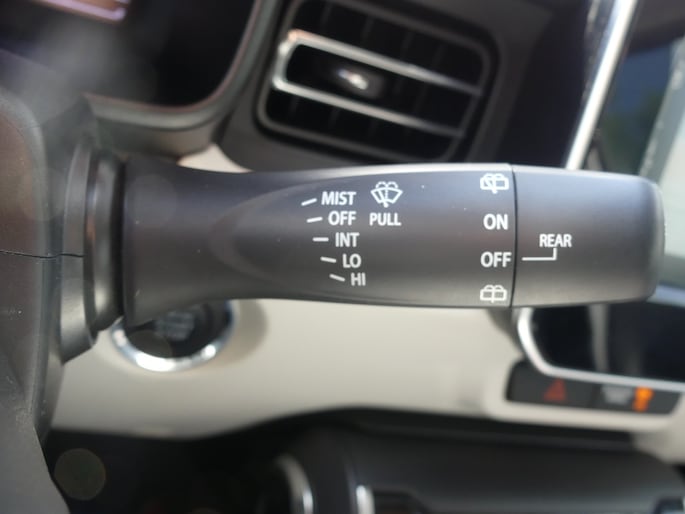 MIST
OFF
PULL
INT
LO
HI
ON
OFF
REAR